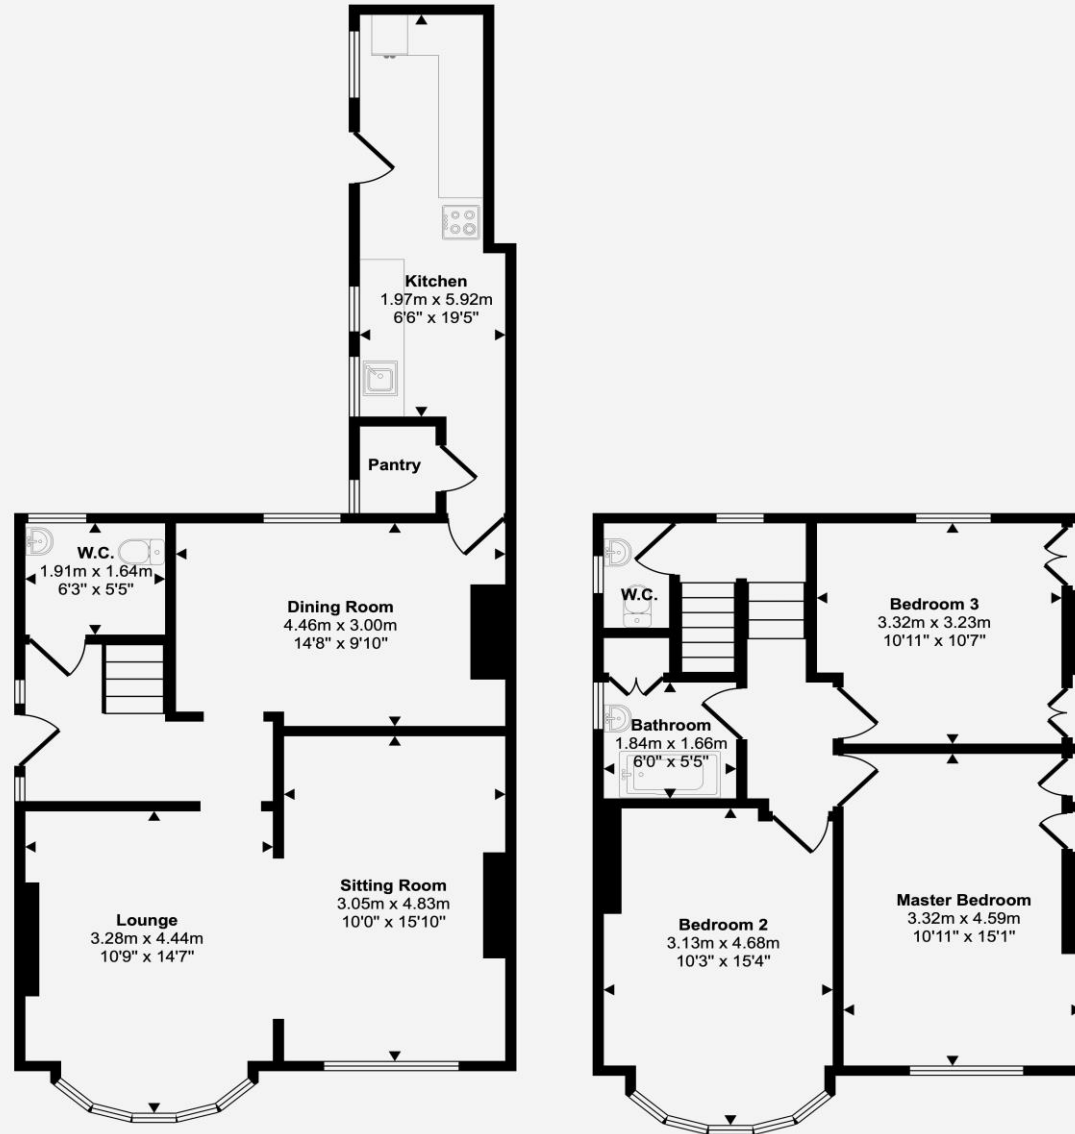 Kitchen
1.97m x 5.92m
6'6" x 19'5"
Pantry
W.C.
1.91m x 1.64m
6'3" x 5'5"
Dining Room
4.46m x 3.00m
14'8" x 9'10"
Sitting Room
3.05m x 4.83m
10'0" x 15'10"
Lounge
3.28m x 4.44m
10'9" x 14'7"
W.C.
Bedroom 3
3.32m x 3.23m
10'11" x 10'7"
Bathroom
1.84m x 1.66m
6'0" x 5'5"
Master Bedroom
3.32m x 4.59m
10'11" x 15'1"
Bedroom 2
3.13m x 4.68m
10'3" x 15'4"